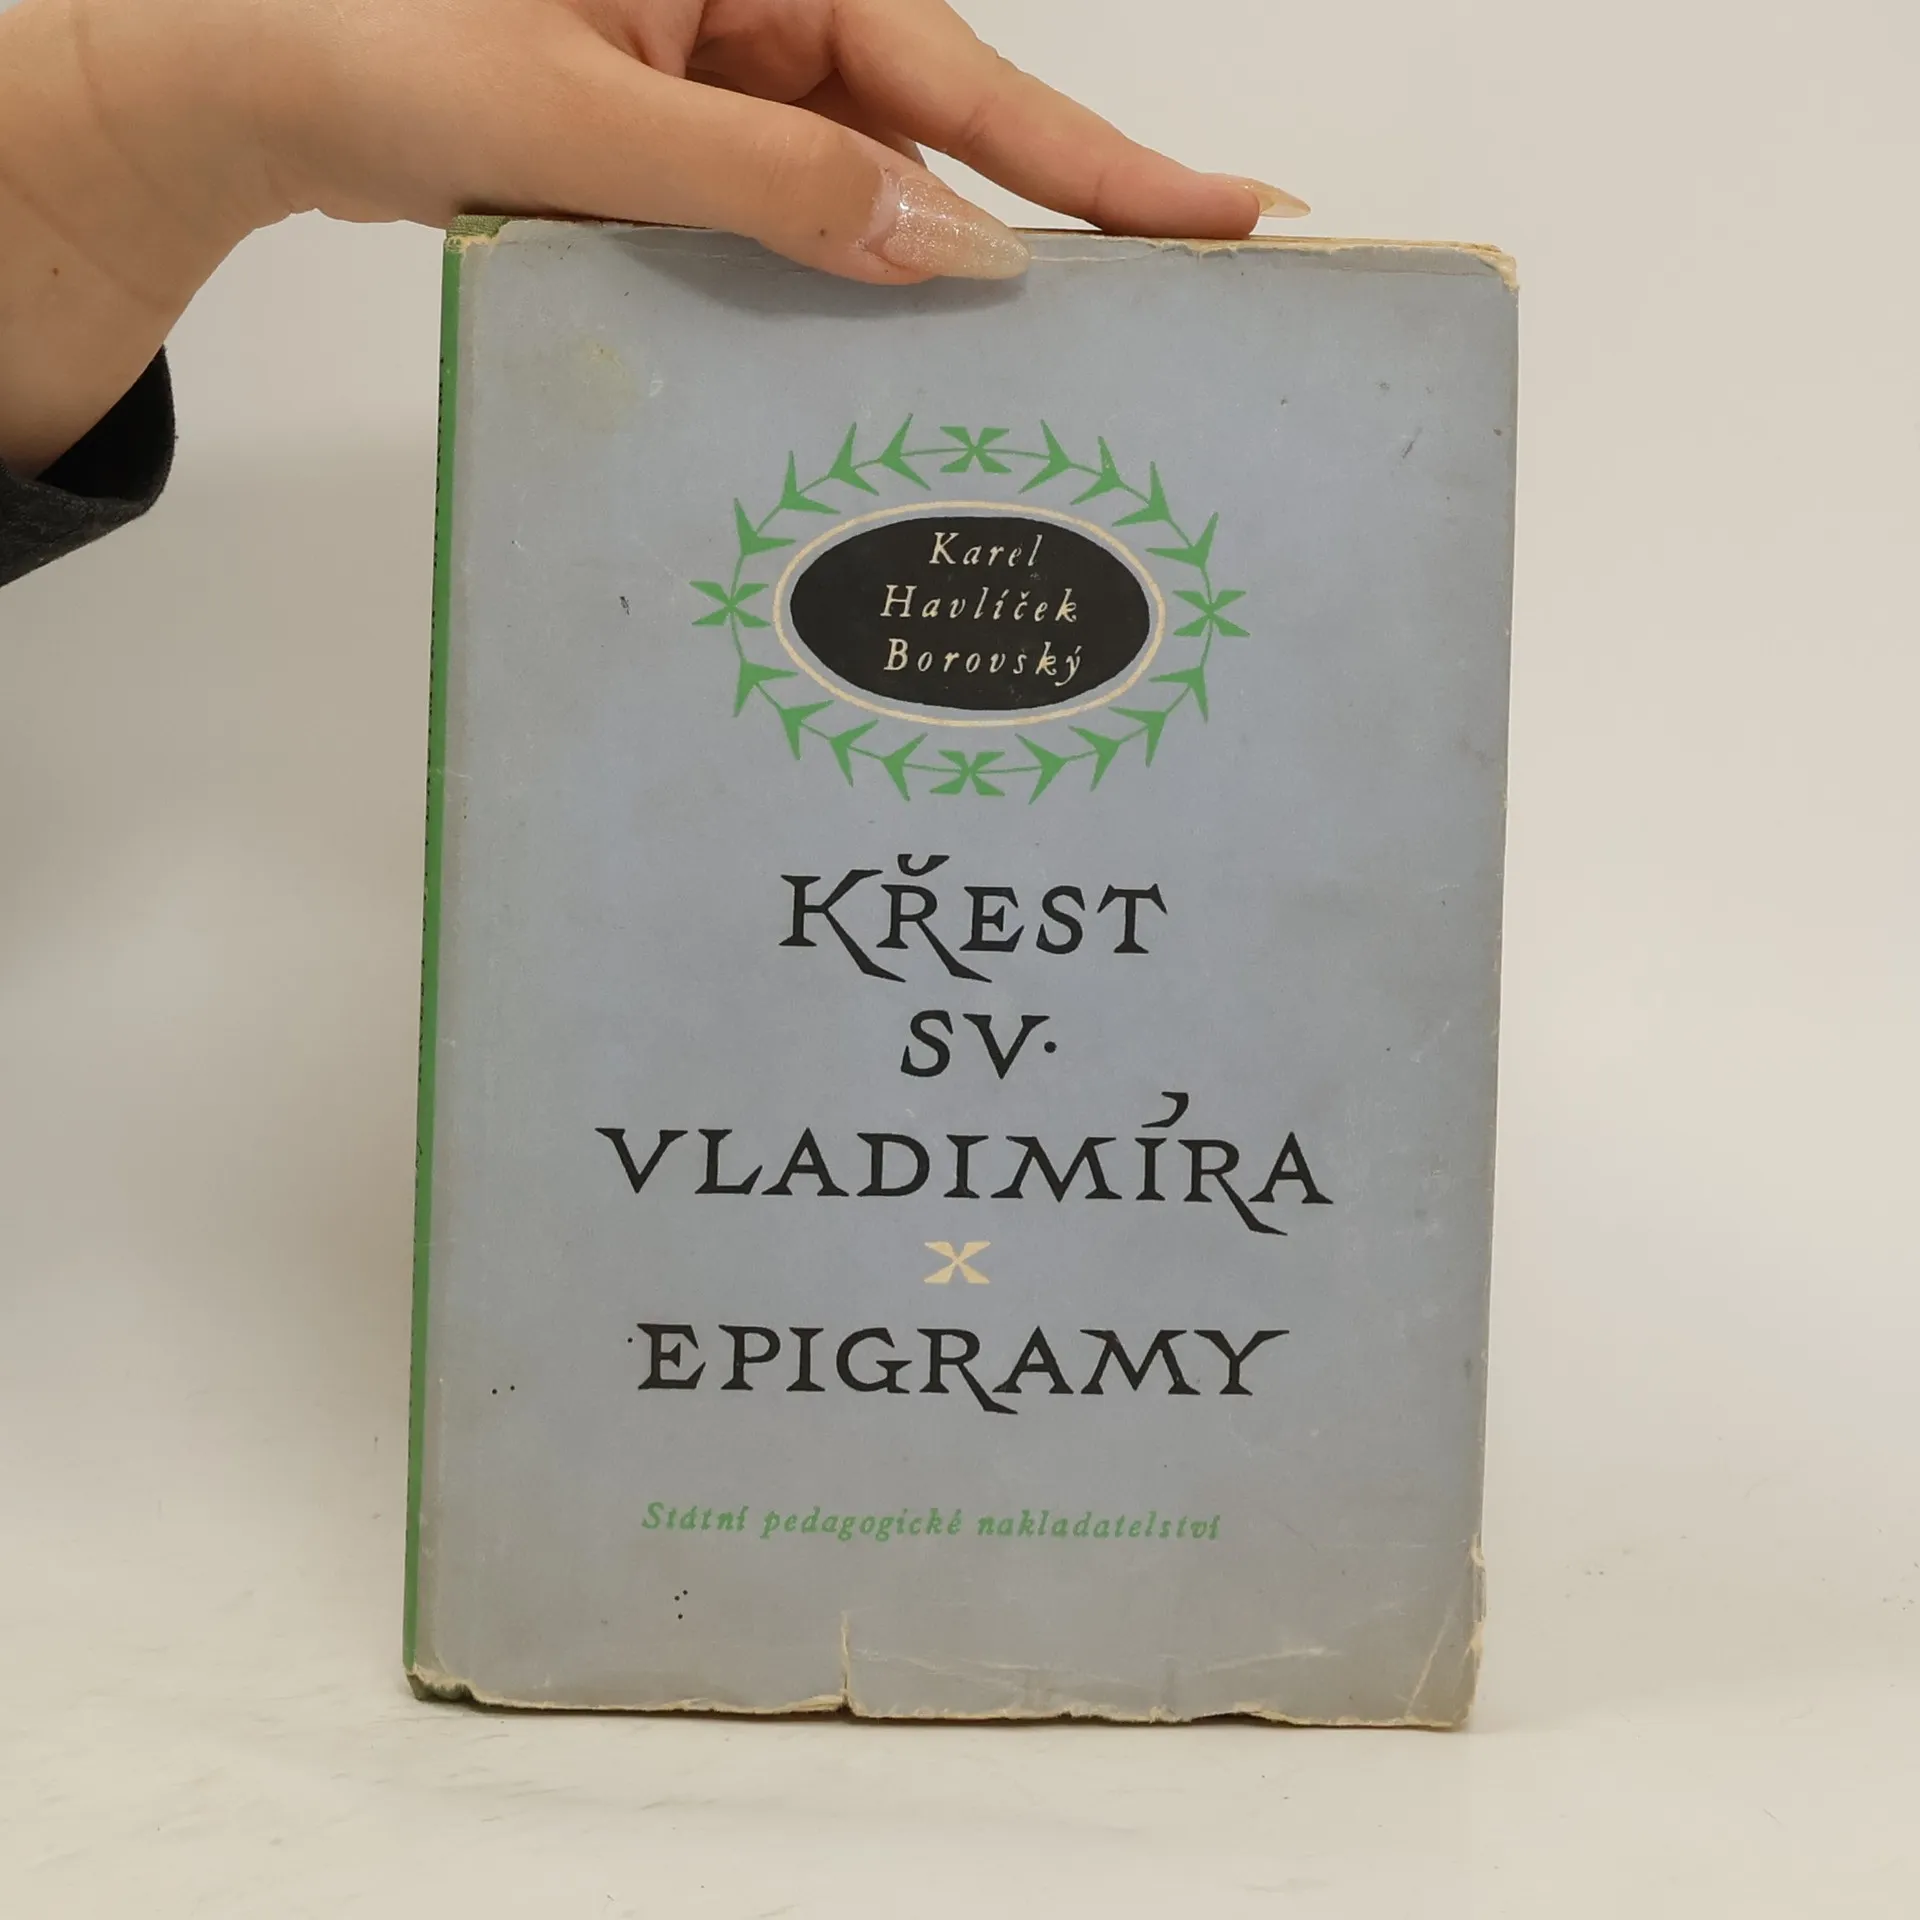 Karel
Havlíček
Borovský
KŘEST
SV.
VLADIMÍRA
EPIGRAMY
Státní pedagogické nakladatelství